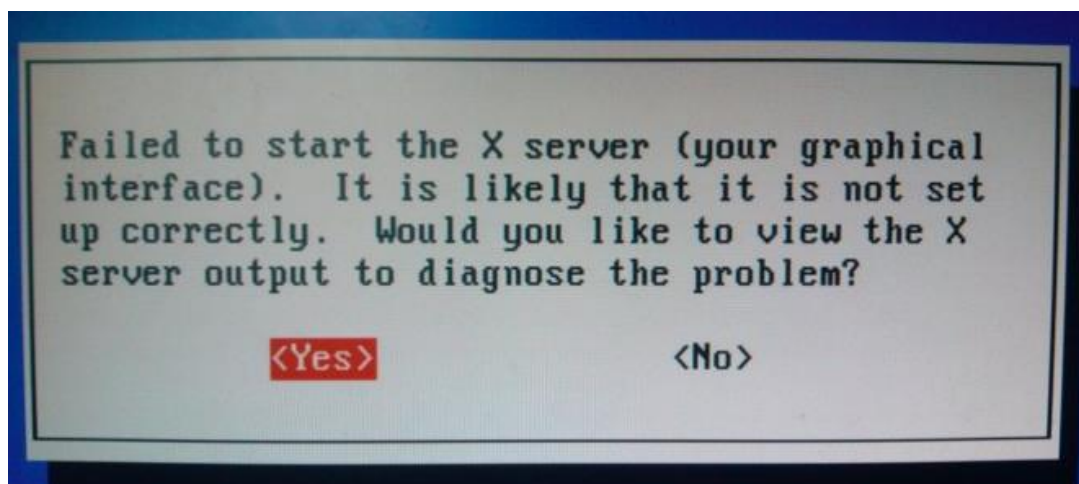 Failed to start the X server (your graphical
interface).  It is likely that it is not set
up correctly.  Would you like to view the X
server output to diagnose the problem?
<Yes> <No>